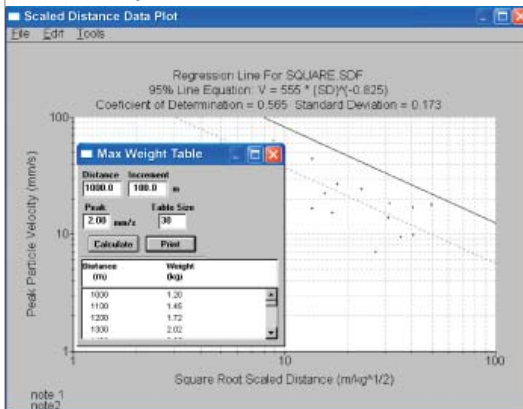 Scaled Distance Data Plot
File Edit Tools
Regression Line For SQUARE.SDF
95% Line Equation: V = 555 * (SD)^(-0.825)
Coeficient of Determination = 0.565 Standard Deviation = 0.173
100
10
1
Peak Particle Velocity (mm/s)
Max Weight Table
Distance Increment
1000.0 100.0 m
Peak Table Size
2.00 mm/s 30
Calculate Print
Distance Weight
(m) (kg)
1000 1.20
1100 1.45
1200 1.72
1300 2.02
1 10 100
Square Root Scaled Distance (m/kg^1/2)
note 1
note2